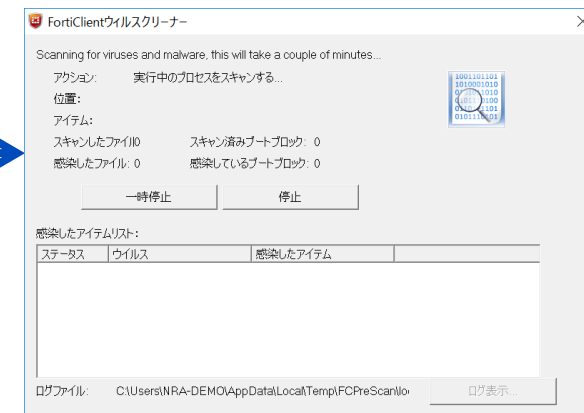 FortiClientウィルスクリーナー
Scanning for viruses and malware, this will take a couple of minutes...
アクション: 実行中のプロセスをスキャンする...
位置:
アイテム:
スキャンしたファイル0 スキャン済みブートブロック: 0
感染したファイル: 0 感染しているブートブロック: 0
一時停止 停止
感染したアイテムリスト:
ステータス ウイルス 感染したアイテム
ログファイル: C:\Users\NRA-DEMO\AppData\Local\Temp\FCPreScan\lo
ログ表示...